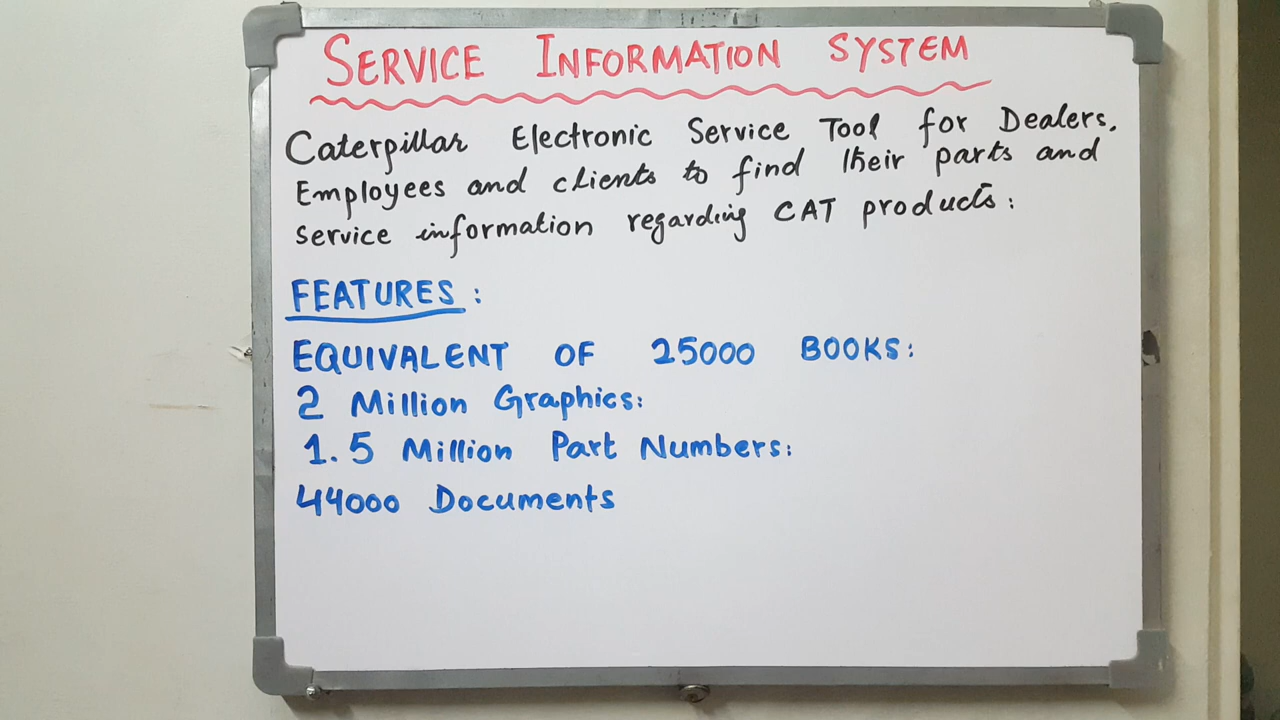 SERVICE INFORMATION SYSTEM
Caterpillar Electronic Service Tool for Dealers,
Employees and clients to find their parts and
service information regarding CAT products:
FEATURES:
EQUIVALENT OF 25000 BOOKS:
2 Million Graphics:
1.5 Million Part Numbers:
44000 Documents